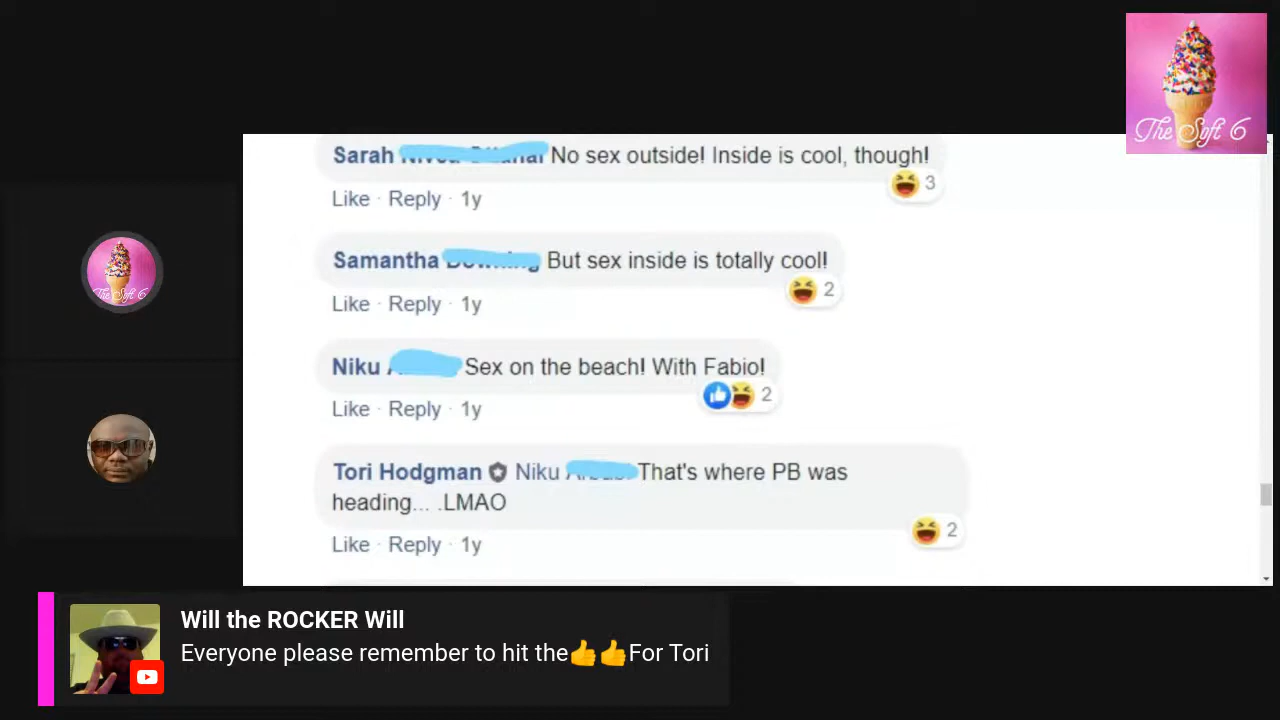 The Soft 6
Sarah No sex outside! Inside is cool, though!
3
Like · Reply · 1y
Samantha But sex inside is totally cool!
2
Like · Reply · 1y
The Soft 6
Niku Sex on the beach! With Fabio!
2
Like · Reply · 1y
Tori Hodgman Niku That's where PB was
heading... .LMAO
2
Like · Reply · 1y
Will the ROCKER Will
Everyone please remember to hit the👍👍For Tori